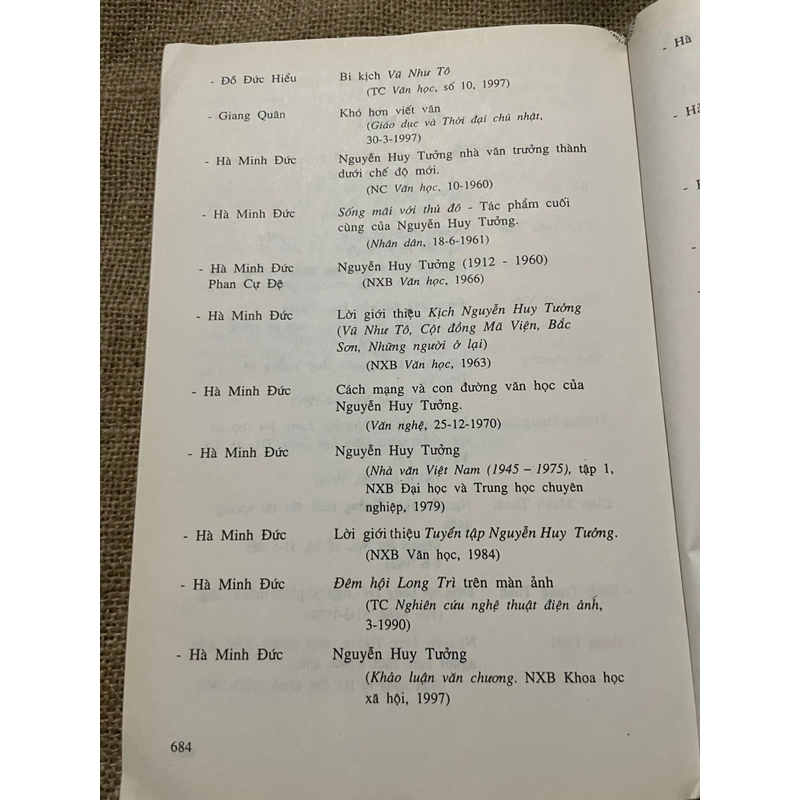 - Đỗ Đức Hiểu Bi kịch Vũ Như Tô
(TC Văn học, số 10, 1997)
- Giang Quân Khó hơn viết văn
(Giáo dục và Thời đại chủ nhật,
30-3-1997)
- Hà Minh Đức Nguyễn Huy Tưởng nhà văn trưởng thành
dưới chế độ mới.
(NC Văn học, 10-1960)
- Hà Minh Đức Sống mãi với thủ đô - Tác phẩm cuối
cùng của Nguyễn Huy Tưởng.
(Nhân dân, 18-6-1961)
- Hà Minh Đức Nguyễn Huy Tưởng (1912 - 1960)
Phan Cự Đệ (NXB Văn học, 1966)
- Hà Minh Đức Lời giới thiệu Kịch Nguyễn Huy Tưởng
(Vũ Như Tô, Cột đồng Mã Viện, Bắc
Sơn, Những người ở lại)
(NXB Văn học, 1963)
- Hà Minh Đức Cách mạng và con đường văn học của
Nguyễn Huy Tưởng.
(Văn nghệ, 25-12-1970)
- Hà Minh Đức Nguyễn Huy Tưởng
(Nhà văn Việt Nam (1945 – 1975), tập 1,
NXB Đại học và Trung học chuyên
nghiệp, 1979)
- Hà Minh Đức Lời giới thiệu Tuyển tập Nguyễn Huy Tưởng.
(NXB Văn học, 1984)
- Hà Minh Đức Đêm hội Long Trì trên màn ảnh
(TC Nghiên cứu nghệ thuật điện ảnh,
3-1990)
- Hà Minh Đức Nguyễn Huy Tưởng
(Khảo luận văn chương. NXB Khoa học
xã hội, 1997)
684
- Hà
- Hà